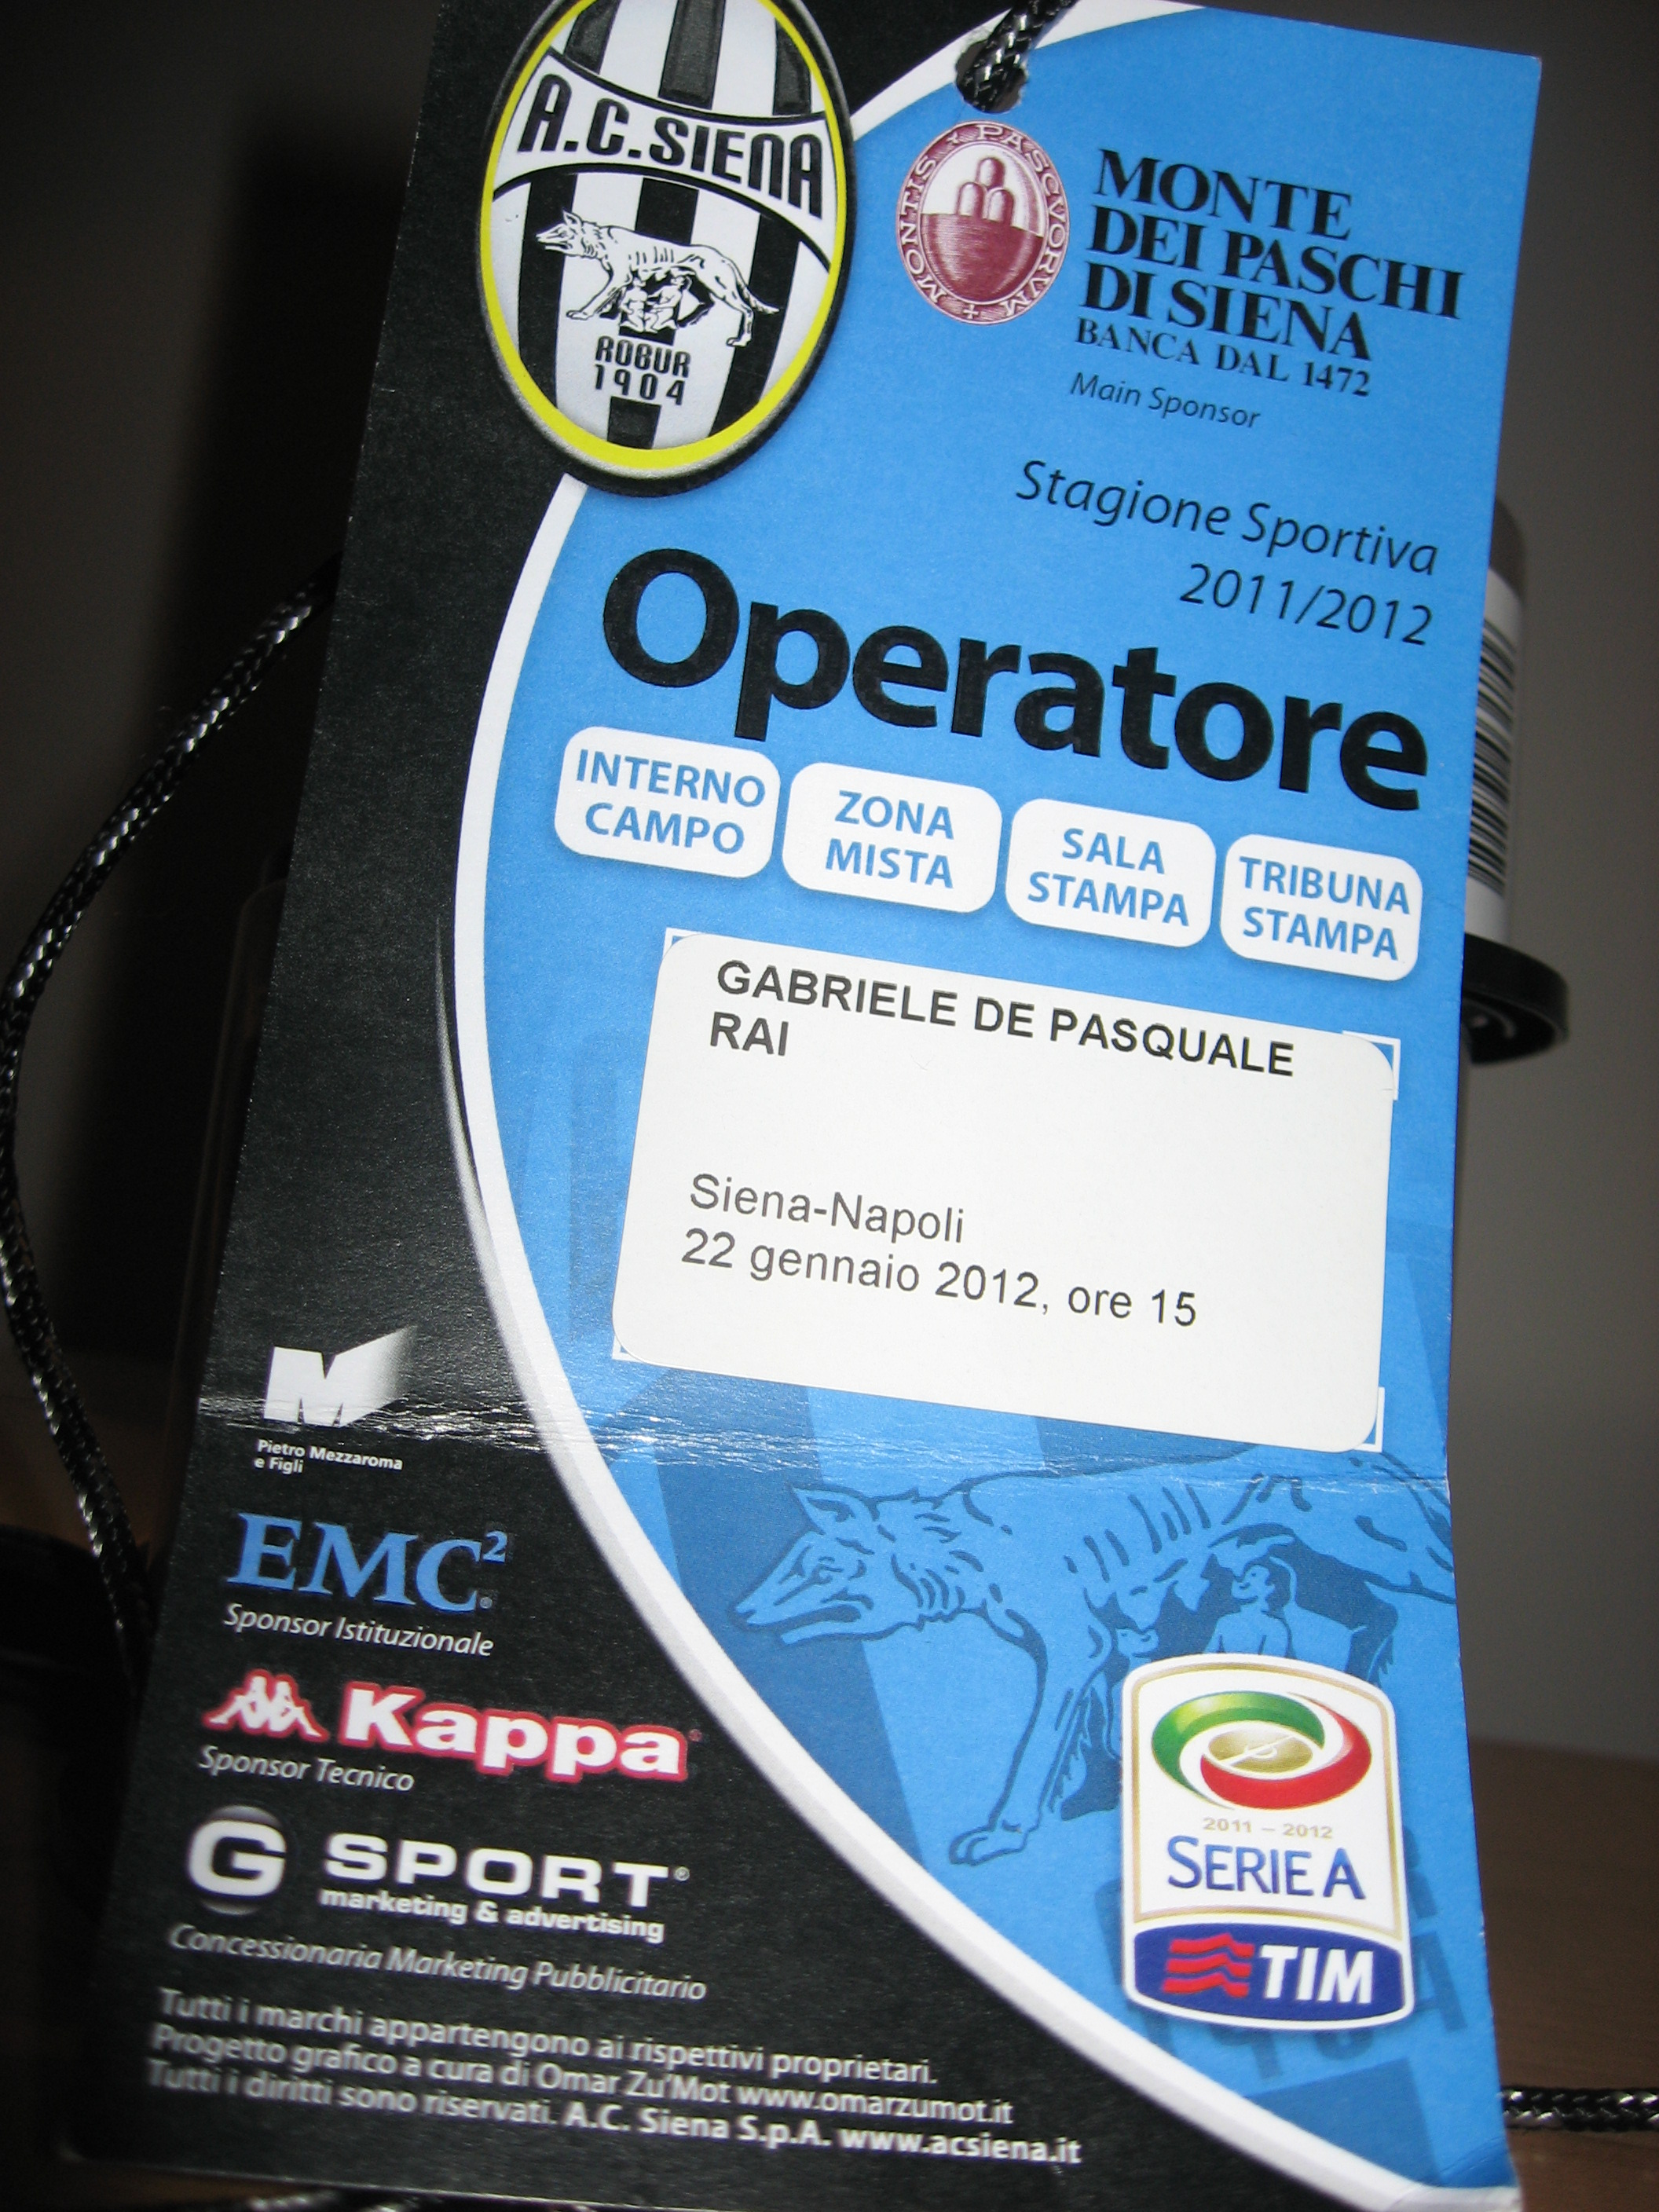 A.C.SIENA
ROBUR
1904
MONTIS PASCVORVM
MONTE
DEI PASCHI
DI SIENA
BANCA DAL 1472
Main Sponsor
Stagione Sportiva
2011/2012
Operatore
INTERNO
CAMPO
ZONA
MISTA
SALA
STAMPA
TRIBUNA
STAMPA
GABRIELE DE PASQUALE
RAI
Siena-Napoli
22 gennaio 2012, ore 15
M
Pietro Mezzaroma
e Figli
EMC²
Sponsor Istituzionale
Kappa
Sponsor Tecnico
G SPORT
marketing & advertising
Concessionaria Marketing Pubblicitario
2011 – 2012
SERIE A
TIM
Tutti i marchi appartengono ai rispettivi proprietari.
Progetto grafico a cura di Omar Zu'Mot www.omarzumot.it
Tutti i diritti sono riservati. A.C. Siena S.p.A. www.acsiena.it